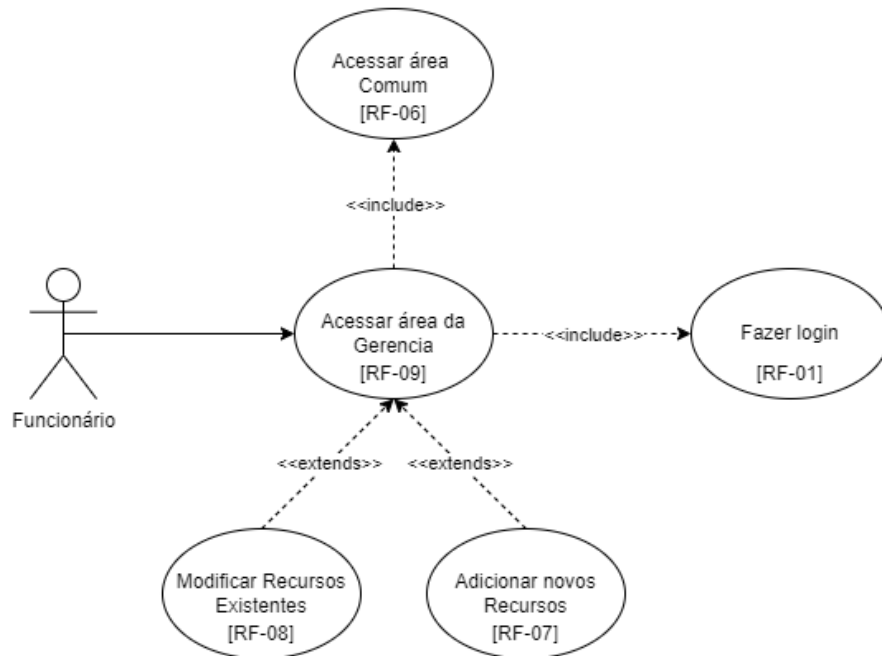 Acessar área
Comum
[RF-06]
<<include>>
Acessar área da
Gerencia
[RF-09]
<<include>>
Fazer login
[RF-01]
Funcionário
<<extends>>
<<extends>>
Modificar Recursos
Existentes
[RF-08]
Adicionar novos
Recursos
[RF-07]